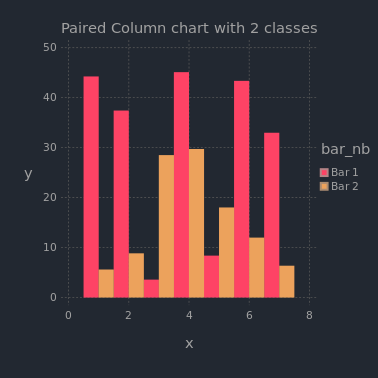 Paired Column chart with 2 classes
50
40
30
20
10
0
y
0 2 4 6 8
x
bar_nb
Bar 1
Bar 2